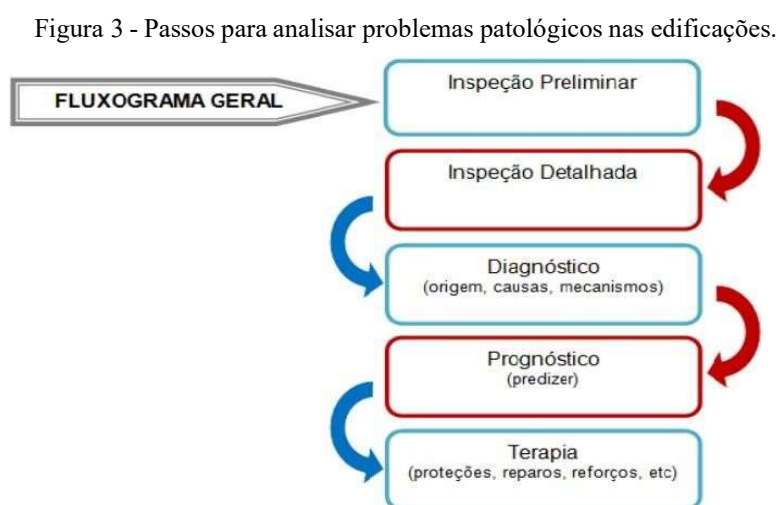 Figura 3 - Passos para analisar problemas patológicos nas edificações.
FLUXOGRAMA GERAL
Inspeção Preliminar
Inspeção Detalhada
Diagnóstico
(origem, causas, mecanismos)
Prognóstico
(predizer)
Terapia
(proteções, reparos, reforços, etc)